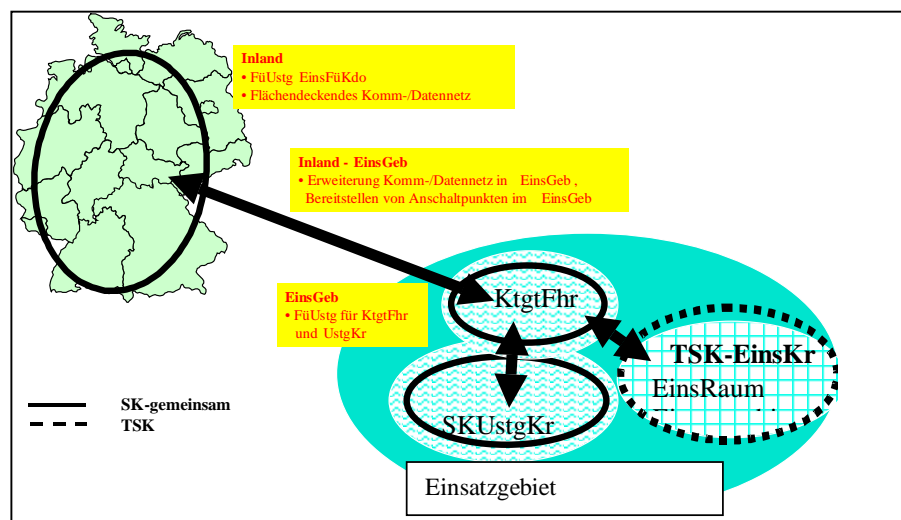 Inland
• FüUstg EinsFüKdo
• Flächendeckendes Komm-/Datennetz
Inland - EinsGeb
• Erweiterung Komm-/Datennetz in EinsGeb ,
Bereitstellen von Anschaltpunkten im EinsGeb
EinsGeb
• FüUstg für KtgtFhr
und UstgKr
KtgtFhr
TSK-EinsKr
EinsRaum
SKUstgKr
SK-gemeinsam
TSK
Einsatzgebiet